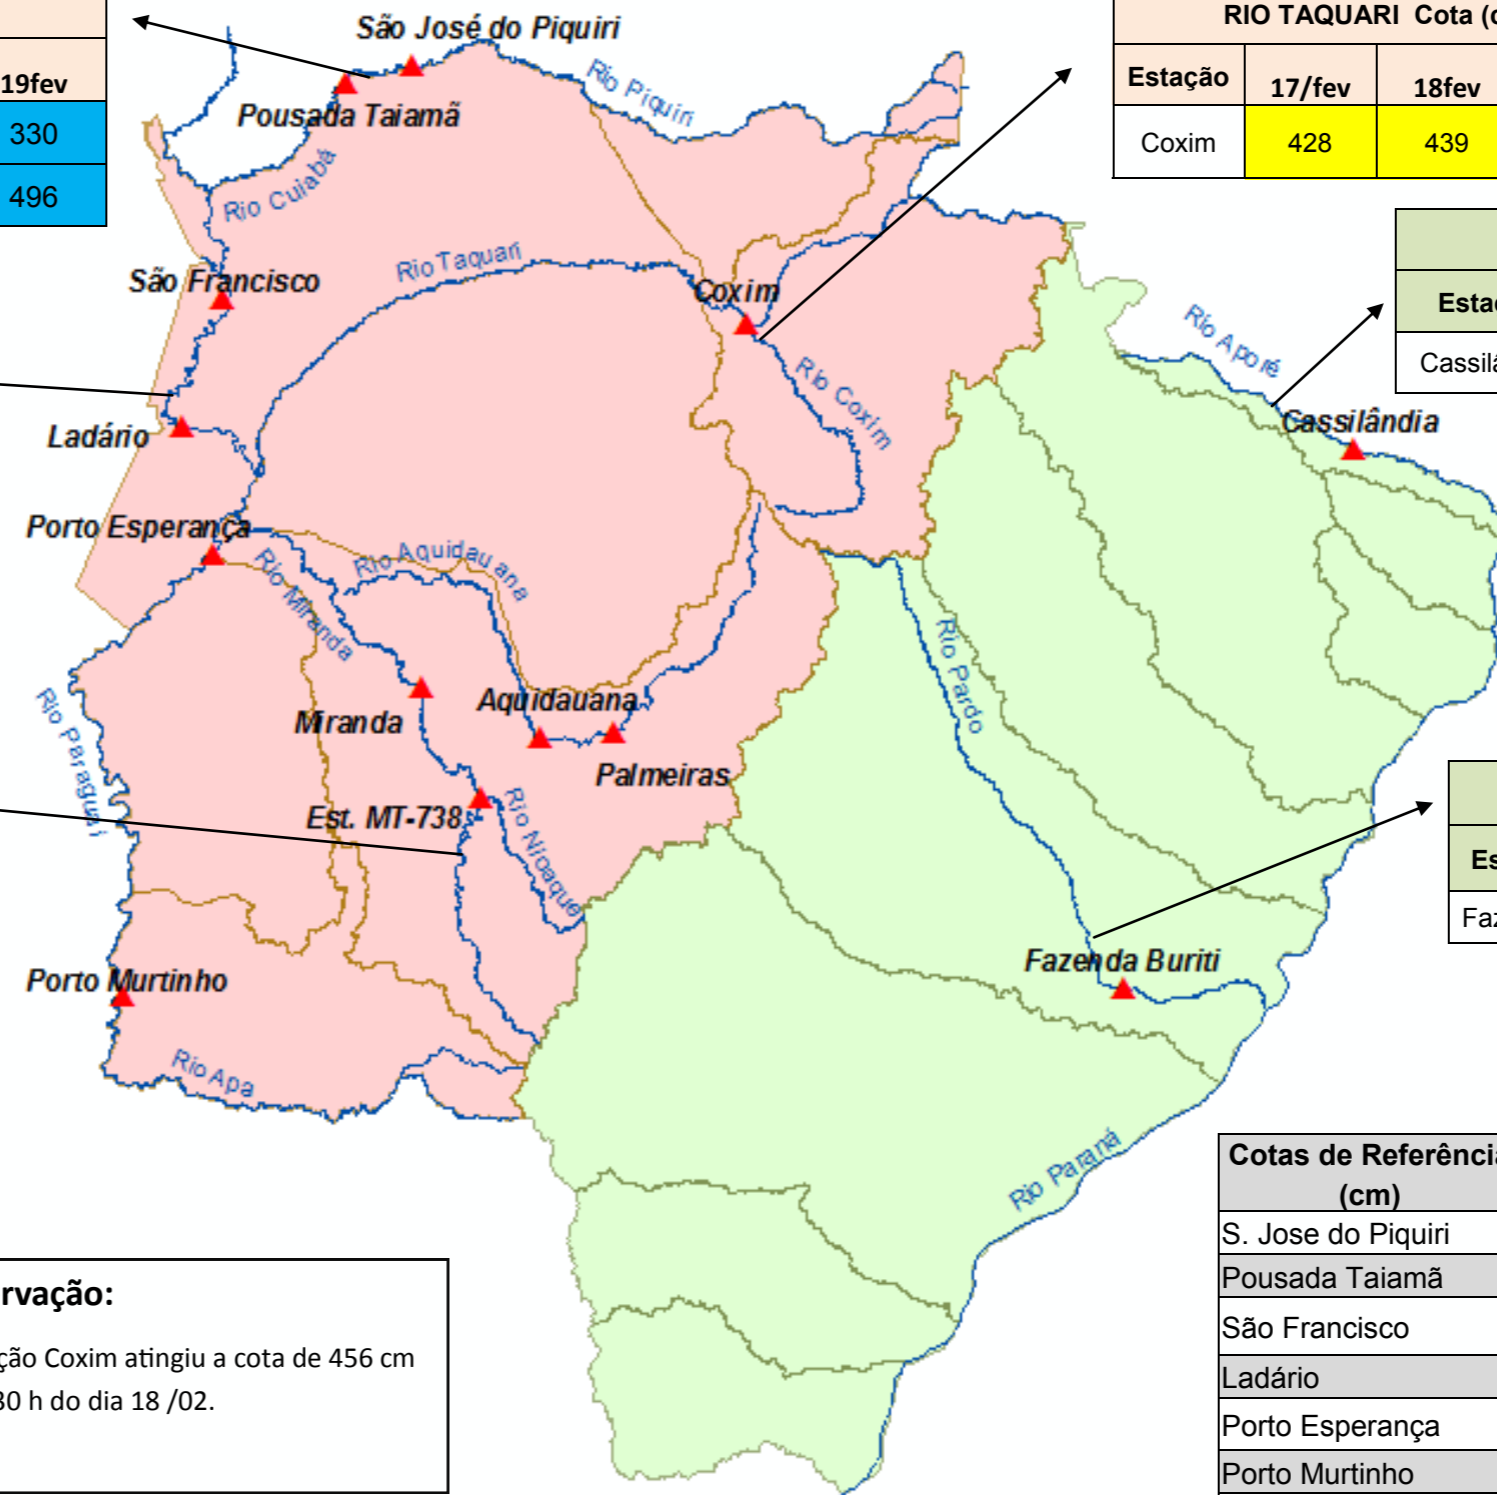 19fev
330
496
RIO TAQUARI Cota (c
Estação 17/fev 18fev
Coxim 428 439
São José do Piquiri
Pousada Taiamã
Rio Piquiri
Rio Cuiabá
Rio Taquari
São Francisco
Coxim
Rio Coxim
Rio Aporé
Esta
Cassil
Cassilândia
Ladário
Porto Esperança
Rio Aquidauana
Rio Miranda
Rio Pardo
Rio Paraguai
Aquidauana
Miranda
Palmeiras
Est. MT-738
Rio Nioaque
Es
Faz
Fazenda Buriti
Porto Murtinho
Rio Apa
Rio Paraná
rvação:
ção Coxim atingiu a cota de 456 cm
30 h do dia 18 /02.
Cotas de Referência
(cm)
S. Jose do Piquiri
Pousada Taiamã
São Francisco
Ladário
Porto Esperança
Porto Murtinho